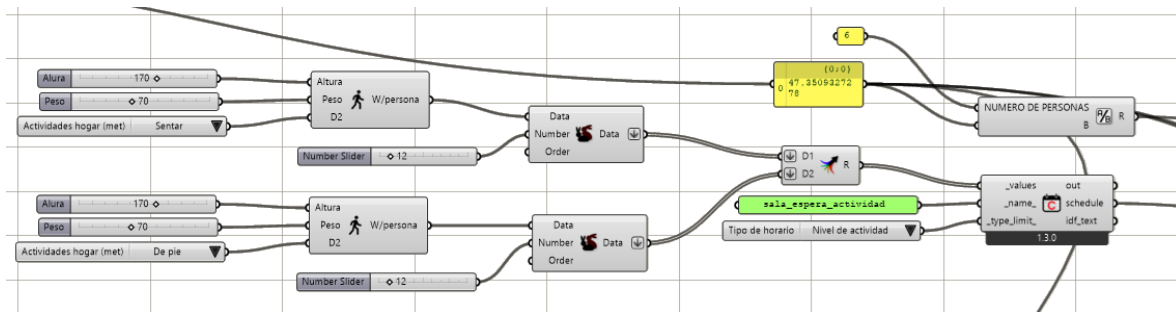 6
{0;0}
0 47.35093272
78
Alura 170
Peso 70
Actividades hogar (met) Sentar
Altura
Peso W/persona
D2
Number Slider 12
Data
Number Data
Order
NUMERO DE PERSONAS
B A/B R
D1
D2 R
sala_espera_actividad
Tipo de horario Nivel de actividad
_values out
_name_ schedule
_type_limit_ idf_text
1.3.0
Alura 170
Peso 70
Actividades hogar (met) De pie
Altura
Peso W/persona
D2
Number Slider 12
Data
Number Data
Order